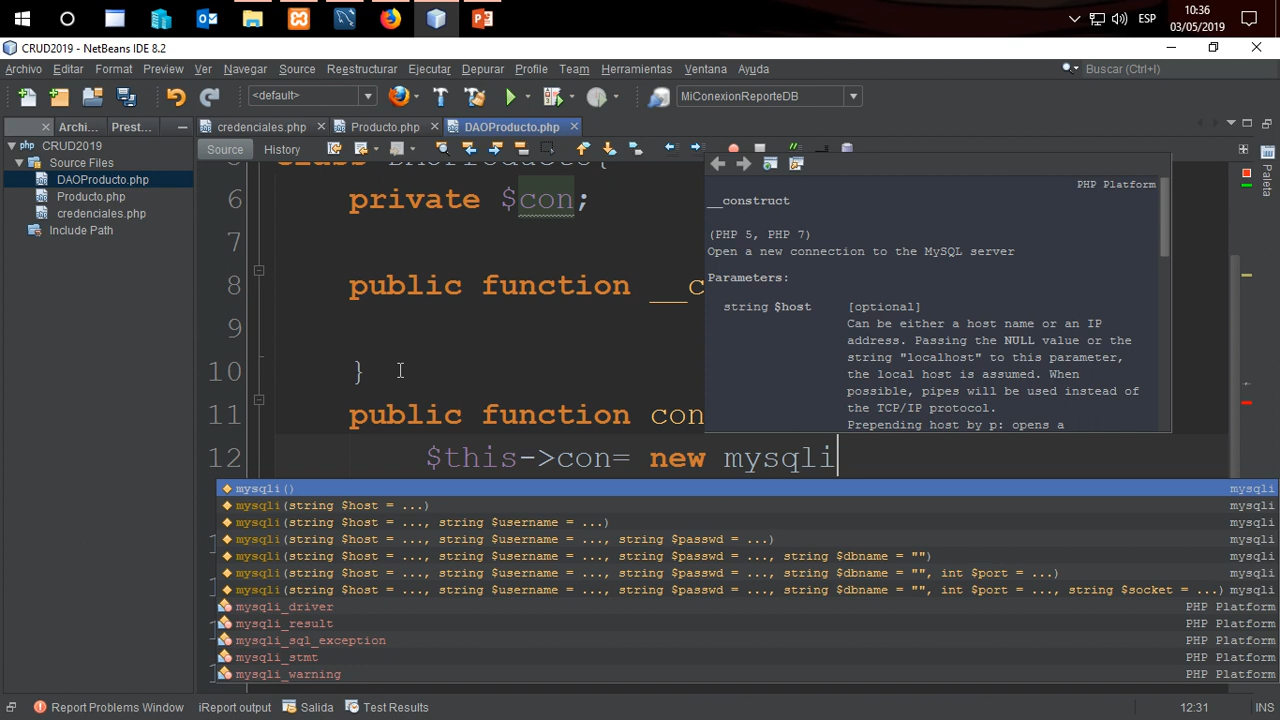 ESP
10:36
03/05/2019
CRUD2019 - NetBeans IDE 8.2
Archivo Editar Format Preview Ver Navegar Source Reestructurar Ejecutar Depurar Profile Team Herramientas Ventana Ayuda
Buscar (Ctrl+I)
<default>
MiConexionReporteDB
Archi...
Prest...
credenciales.php
Producto.php
DAOProducto.php
Source
History
CRUD2019
Source Files
DAOProducto.php
Producto.php
credenciales.php
Include Path
Paleta
6 private $con;
7
8 public function __c
9
10 }
11 public function con
12 $this->con= new mysqli
PHP Platform
__construct
(PHP 5, PHP 7)
Open a new connection to the MySQL server
Parameters:
string $host [optional]
Can be either a host name or an IP
address. Passing the NULL value or the
string "localhost" to this parameter,
the local host is assumed. When
possible, pipes will be used instead of
the TCP/IP protocol.
Prepending host by p: opens a
mysqli() mysqli
mysqli(string $host = ...) mysqli
mysqli(string $host = ..., string $username = ...) mysqli
mysqli(string $host = ..., string $username = ..., string $passwd = ...) mysqli
mysqli(string $host = ..., string $username = ..., string $passwd = ..., string $dbname = "") mysqli
mysqli(string $host = ..., string $username = ..., string $passwd = ..., string $dbname = "", int $port = ...) mysqli
mysqli(string $host = ..., string $username = ..., string $passwd = ..., string $dbname = "", int $port = ..., string $socket = ...) mysqli
mysqli_driver PHP Platform
mysqli_result PHP Platform
mysqli_sql_exception PHP Platform
mysqli_stmt PHP Platform
mysqli_warning PHP Platform
Report Problems Window
iReport output
Salida
Test Results
12:31
INS